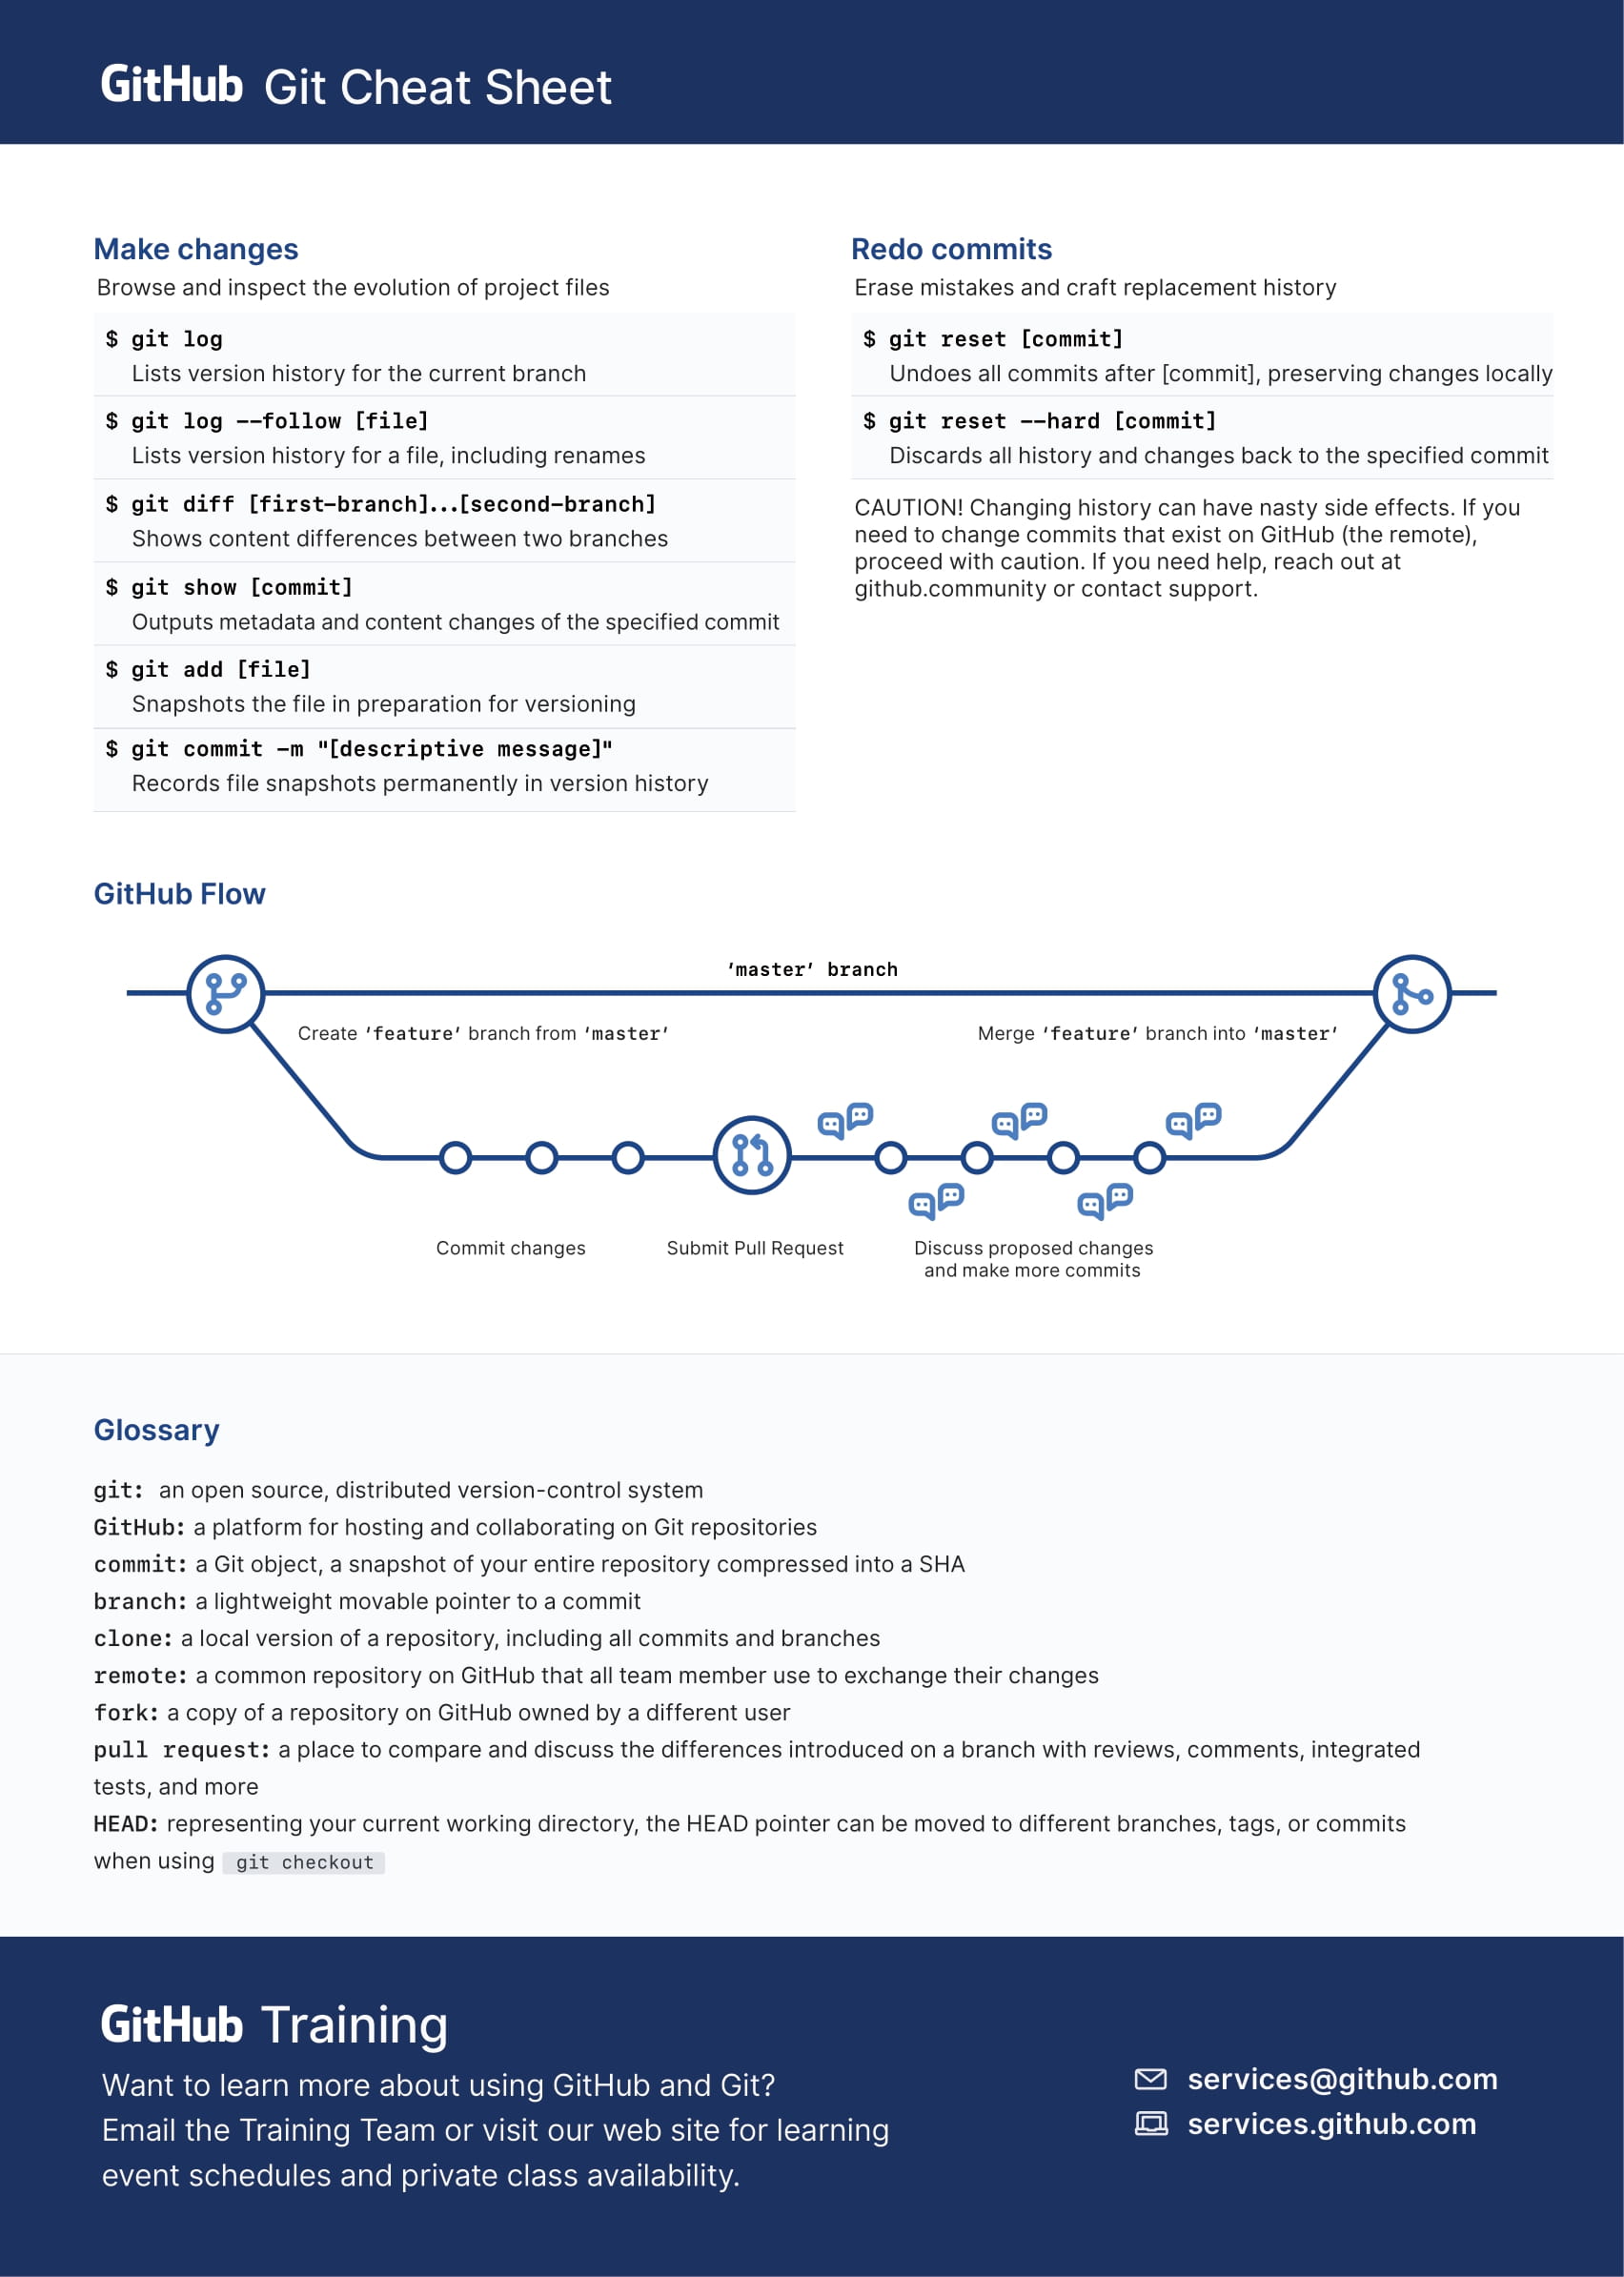 GitHub Git Cheat Sheet
Make changes
Browse and inspect the evolution of project files
$ git log
Lists version history for the current branch
$ git log --follow [file]
Lists version history for a file, including renames
$ git diff [first-branch]...[second-branch]
Shows content differences between two branches
$ git show [commit]
Outputs metadata and content changes of the specified commit
$ git add [file]
Snapshots the file in preparation for versioning
$ git commit -m "[descriptive message]"
Records file snapshots permanently in version history
Redo commits
Erase mistakes and craft replacement history
$ git reset [commit]
Undoes all commits after [commit], preserving changes locally
$ git reset --hard [commit]
Discards all history and changes back to the specified commit
CAUTION! Changing history can have nasty side effects. If you
need to change commits that exist on GitHub (the remote),
proceed with caution. If you need help, reach out at
github.community or contact support.
GitHub Flow
‘master’ branch
Create ‘feature’ branch from ‘master’
Merge ‘feature’ branch into ‘master’
Commit changes
Submit Pull Request
Discuss proposed changes
and make more commits
Glossary
git: an open source, distributed version-control system
GitHub: a platform for hosting and collaborating on Git repositories
commit: a Git object, a snapshot of your entire repository compressed into a SHA
branch: a lightweight movable pointer to a commit
clone: a local version of a repository, including all commits and branches
remote: a common repository on GitHub that all team member use to exchange their changes
fork: a copy of a repository on GitHub owned by a different user
pull request: a place to compare and discuss the differences introduced on a branch with reviews, comments, integrated
tests, and more
HEAD: representing your current working directory, the HEAD pointer can be moved to different branches, tags, or commits
when using git checkout
GitHub Training
Want to learn more about using GitHub and Git?
Email the Training Team or visit our web site for learning
event schedules and private class availability.
services@github.com
services.github.com